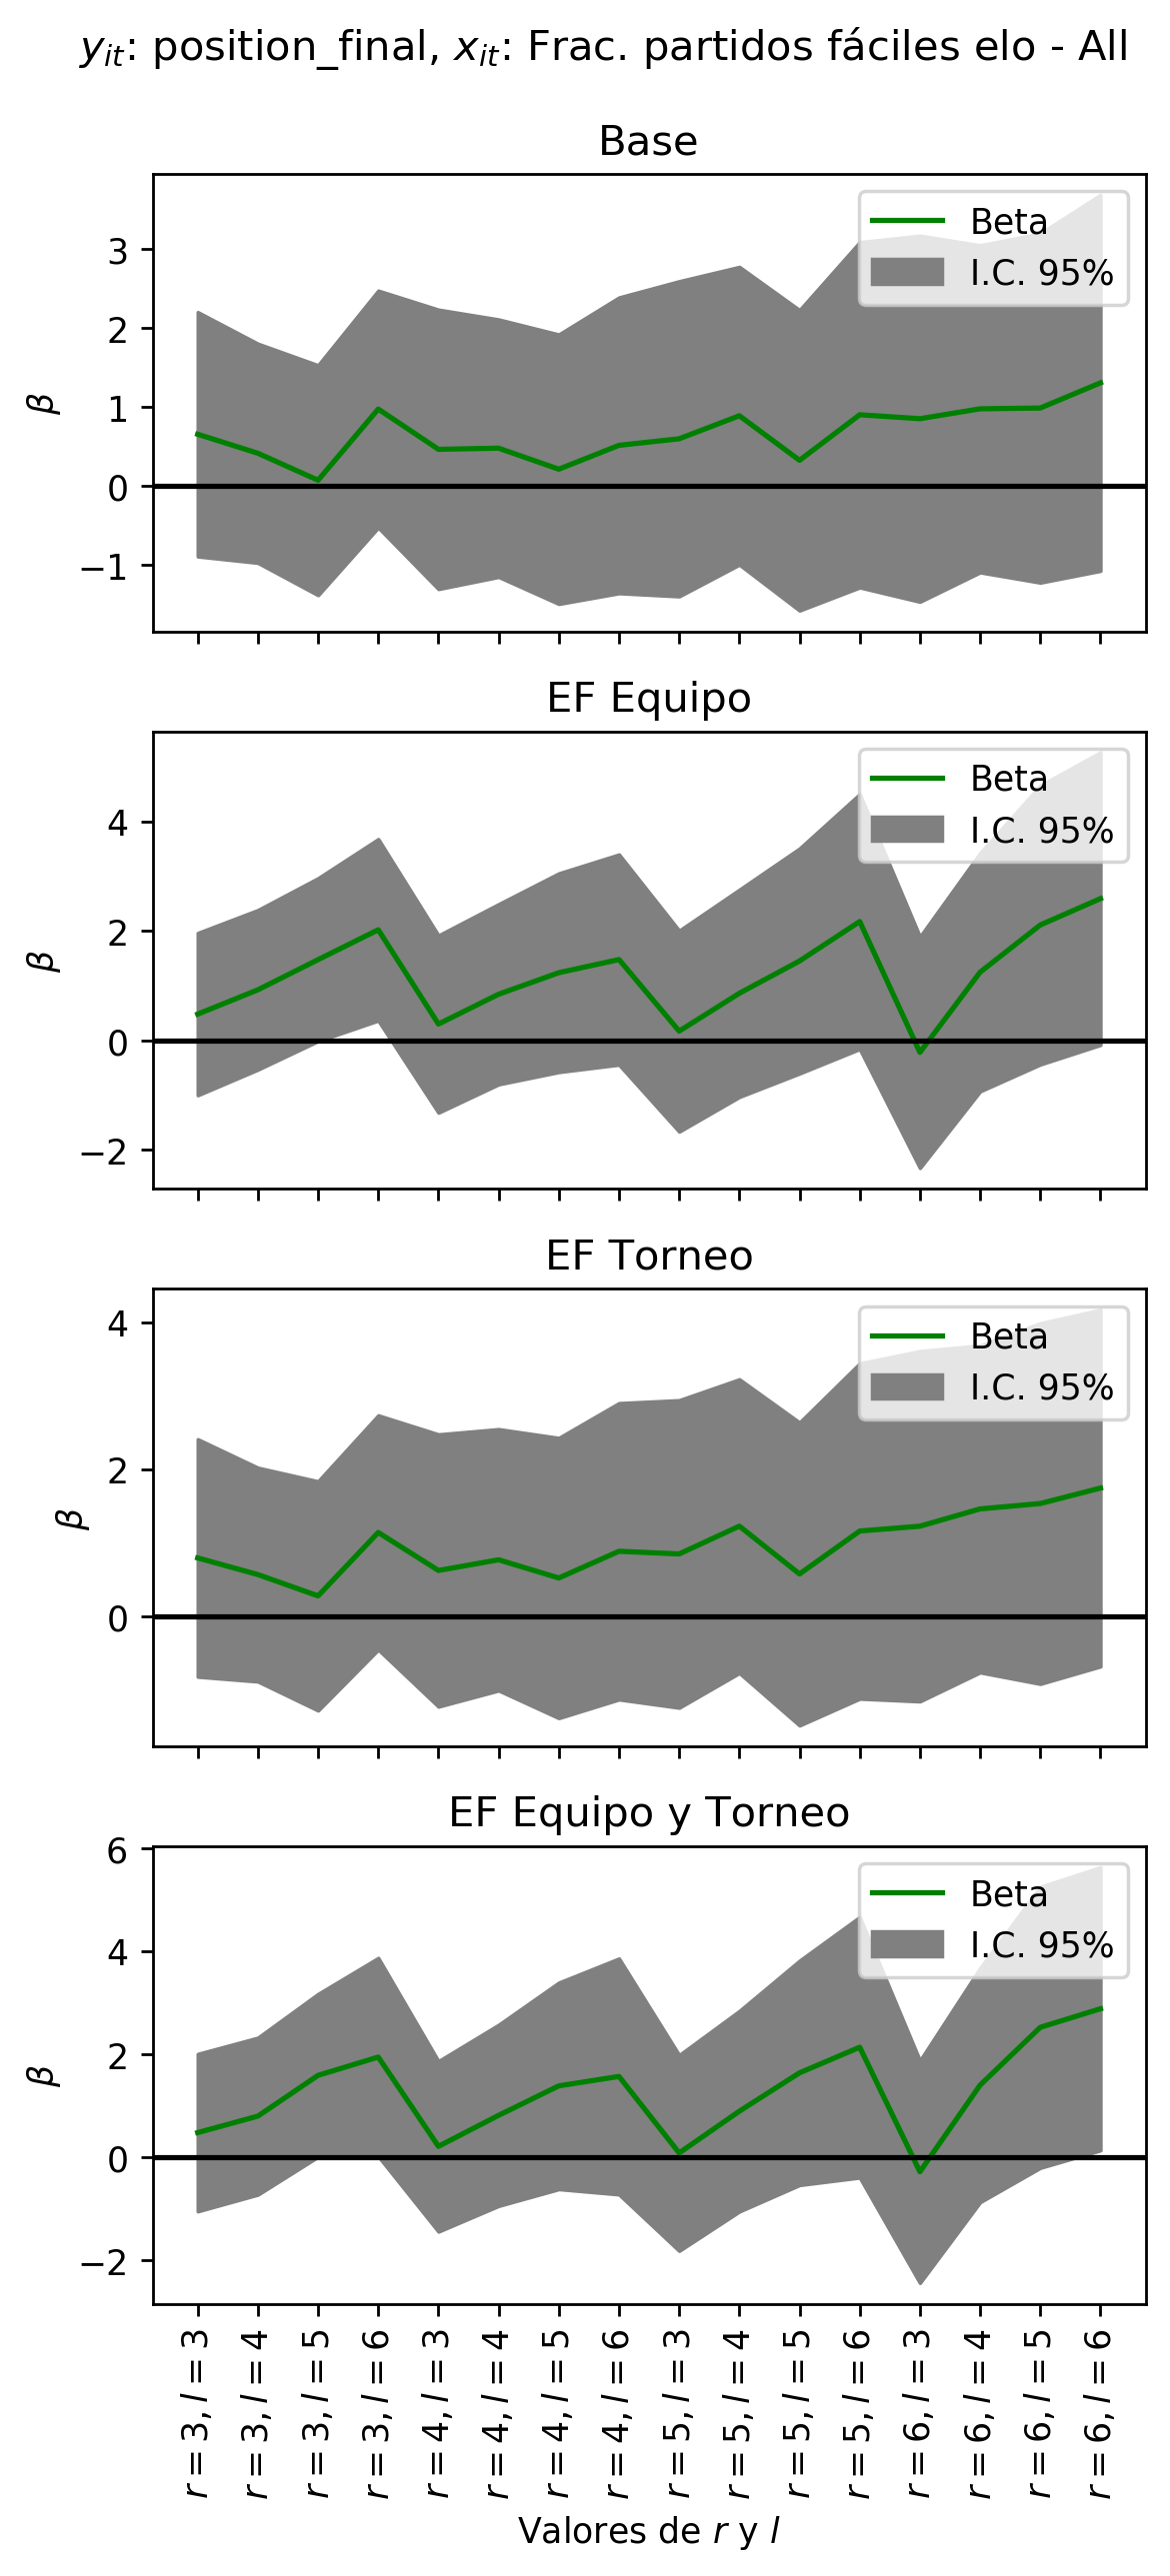 y_it: position_final, x_it: Frac. partidos fáciles elo - All
Base
Beta
I.C. 95%
3
2
1
0
−1
β
EF Equipo
Beta
I.C. 95%
4
2
0
−2
β
EF Torneo
Beta
I.C. 95%
4
2
0
β
EF Equipo y Torneo
Beta
I.C. 95%
6
4
2
0
−2
β
r = 3, l = 3
r = 3, l = 4
r = 3, l = 5
r = 3, l = 6
r = 4, l = 3
r = 4, l = 4
r = 4, l = 5
r = 4, l = 6
r = 5, l = 3
r = 5, l = 4
r = 5, l = 5
r = 5, l = 6
r = 6, l = 3
r = 6, l = 4
r = 6, l = 5
r = 6, l = 6
Valores de r y l